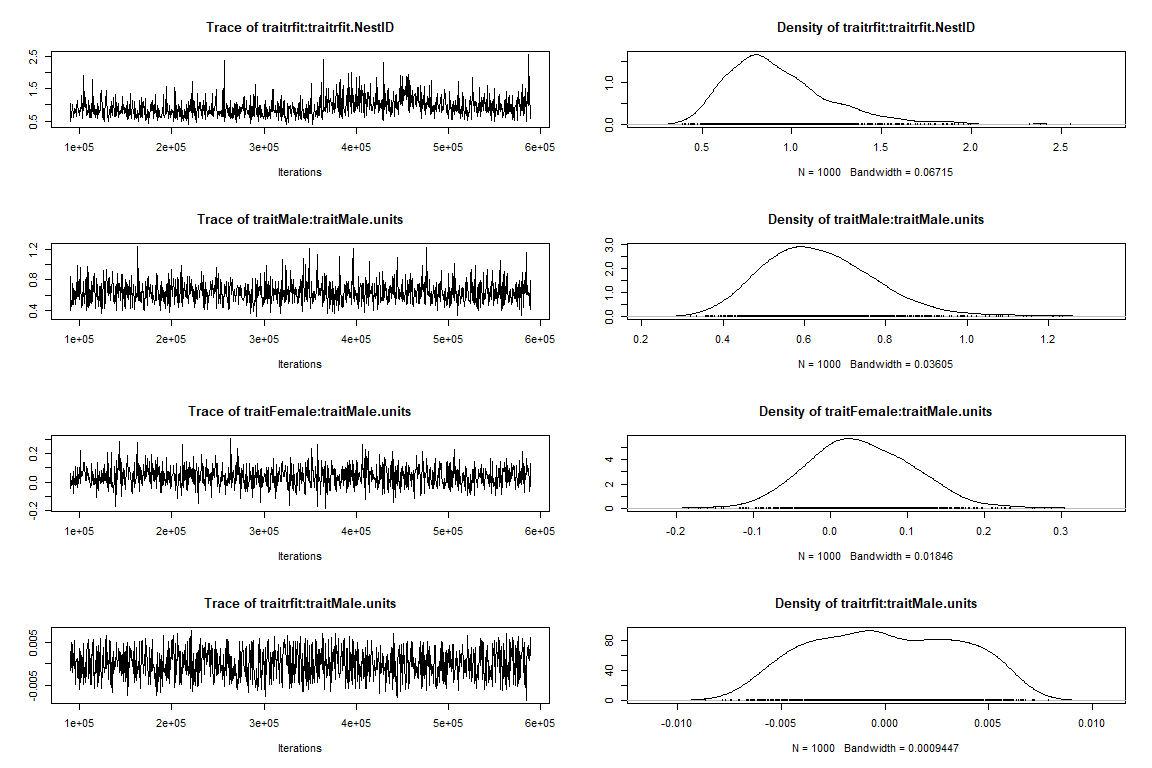 Trace of traitrfit:traitrfit.NestID
0.5 1.5 2.5
1e+05 2e+05 3e+05 4e+05 5e+05 6e+05
Iterations
Density of traitrfit:traitrfit.NestID
0.0 1.0
0.5 1.0 1.5 2.0 2.5
N = 1000 Bandwidth = 0.06715
Trace of traitMale:traitMale.units
0.4 0.8 1.2
1e+05 2e+05 3e+05 4e+05 5e+05 6e+05
Iterations
Density of traitMale:traitMale.units
0.0 1.0 2.0 3.0
0.2 0.4 0.6 0.8 1.0 1.2
N = 1000 Bandwidth = 0.03605
Trace of traitFemale:traitMale.units
-0.2 0.0 0.2
1e+05 2e+05 3e+05 4e+05 5e+05 6e+05
Iterations
Density of traitFemale:traitMale.units
0 2 4
-0.2 -0.1 0.0 0.1 0.2 0.3
N = 1000 Bandwidth = 0.01846
Trace of traitrfit:traitMale.units
-0.005 0.005
1e+05 2e+05 3e+05 4e+05 5e+05 6e+05
Iterations
Density of traitrfit:traitMale.units
0 40 80
-0.010 -0.005 0.000 0.005 0.010
N = 1000 Bandwidth = 0.0009447